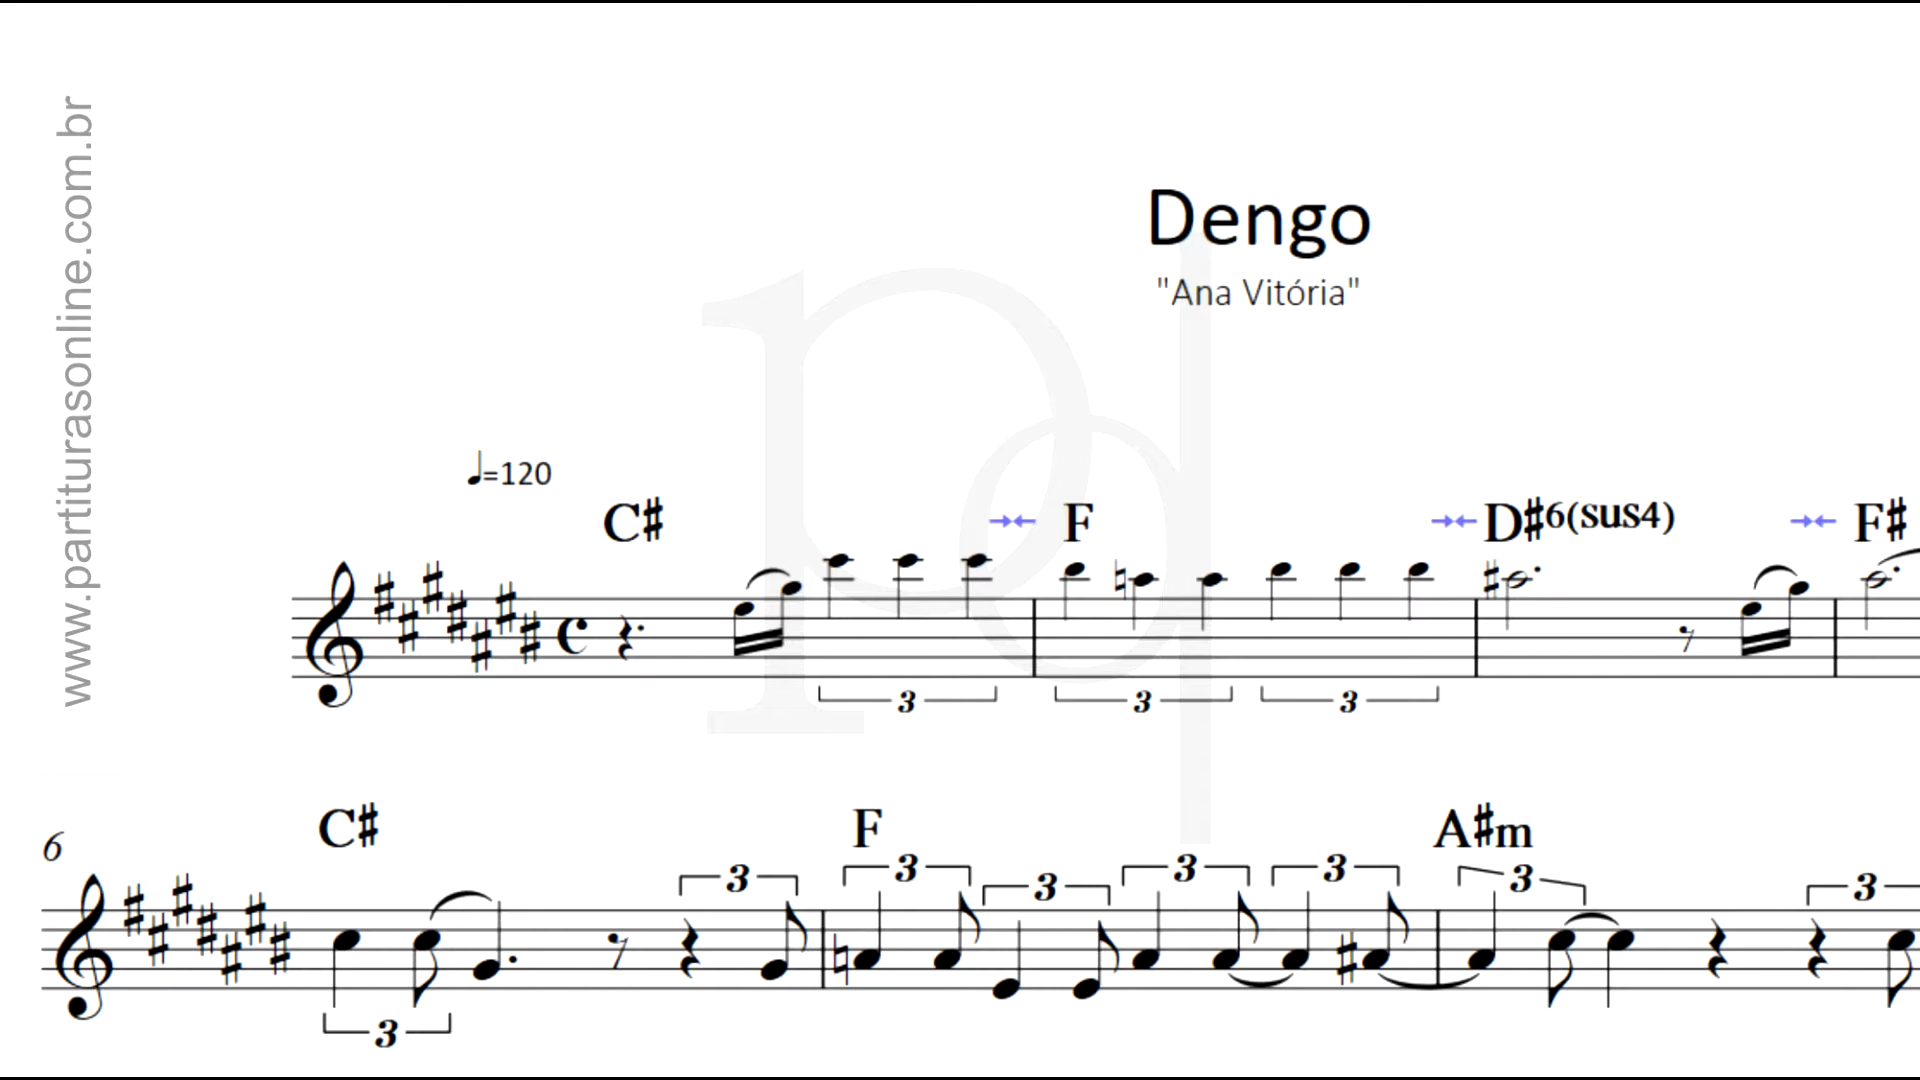 www.partiturasonline.com.br
Dengo
"Ana Vitória"
♩=120
C♯ F D♯6(sus4) F♯
3 3 3
6
C♯ F A♯m
3 3 3 3 3 3 3
3